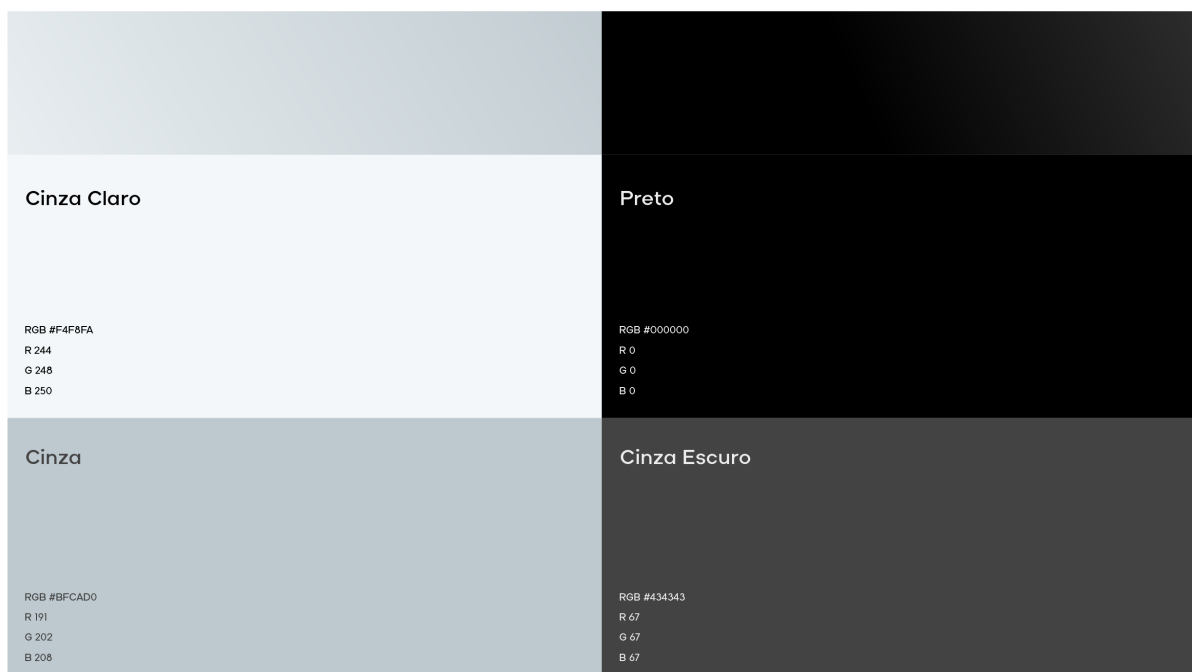 Cinza Claro
RGB #F4F8FA
R 244
G 248
B 250
Preto
RGB #000000
R 0
G 0
B 0
Cinza
RGB #BFCAD0
R 191
G 202
B 208
Cinza Escuro
RGB #434343
R 67
G 67
B 67